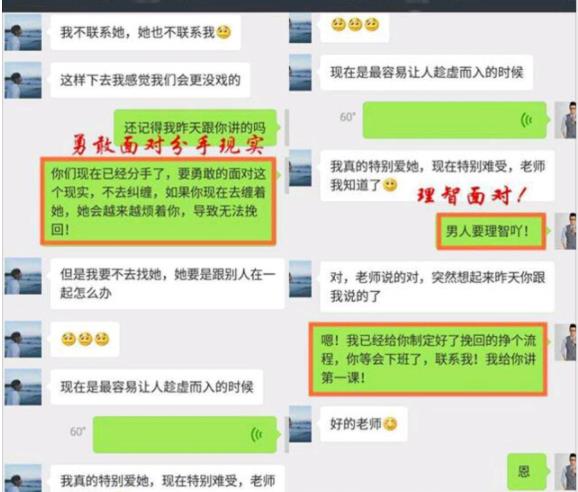 我不联系她，她也不联系我
这样下去我感觉我们会更没戏的
还记得我昨天跟你讲的吗
勇敢面对分手现实
你们现在已经分手了，要勇敢的面对这
个现实，不去纠缠，如果你现在去缠着
她，她会越来越烦着你，导致无法挽
回！
但是我要不去找她，她要是跟别人在一
起怎么办
现在是最容易让人趁虚而入的时候
60"
我真的特别爱她，现在特别难受，老师
现在是最容易让人趁虚而入的时候
60"
我真的特别爱她，现在特别难受，老师
我知道了
理智面对！
男人要理智吖！
对，老师说的对，突然想起来昨天你跟
我说的了
嗯！我已经给你制定好了挽回的挣个流
程，你等会下班了，联系我！我给你讲
第一课！
好的老师
恩